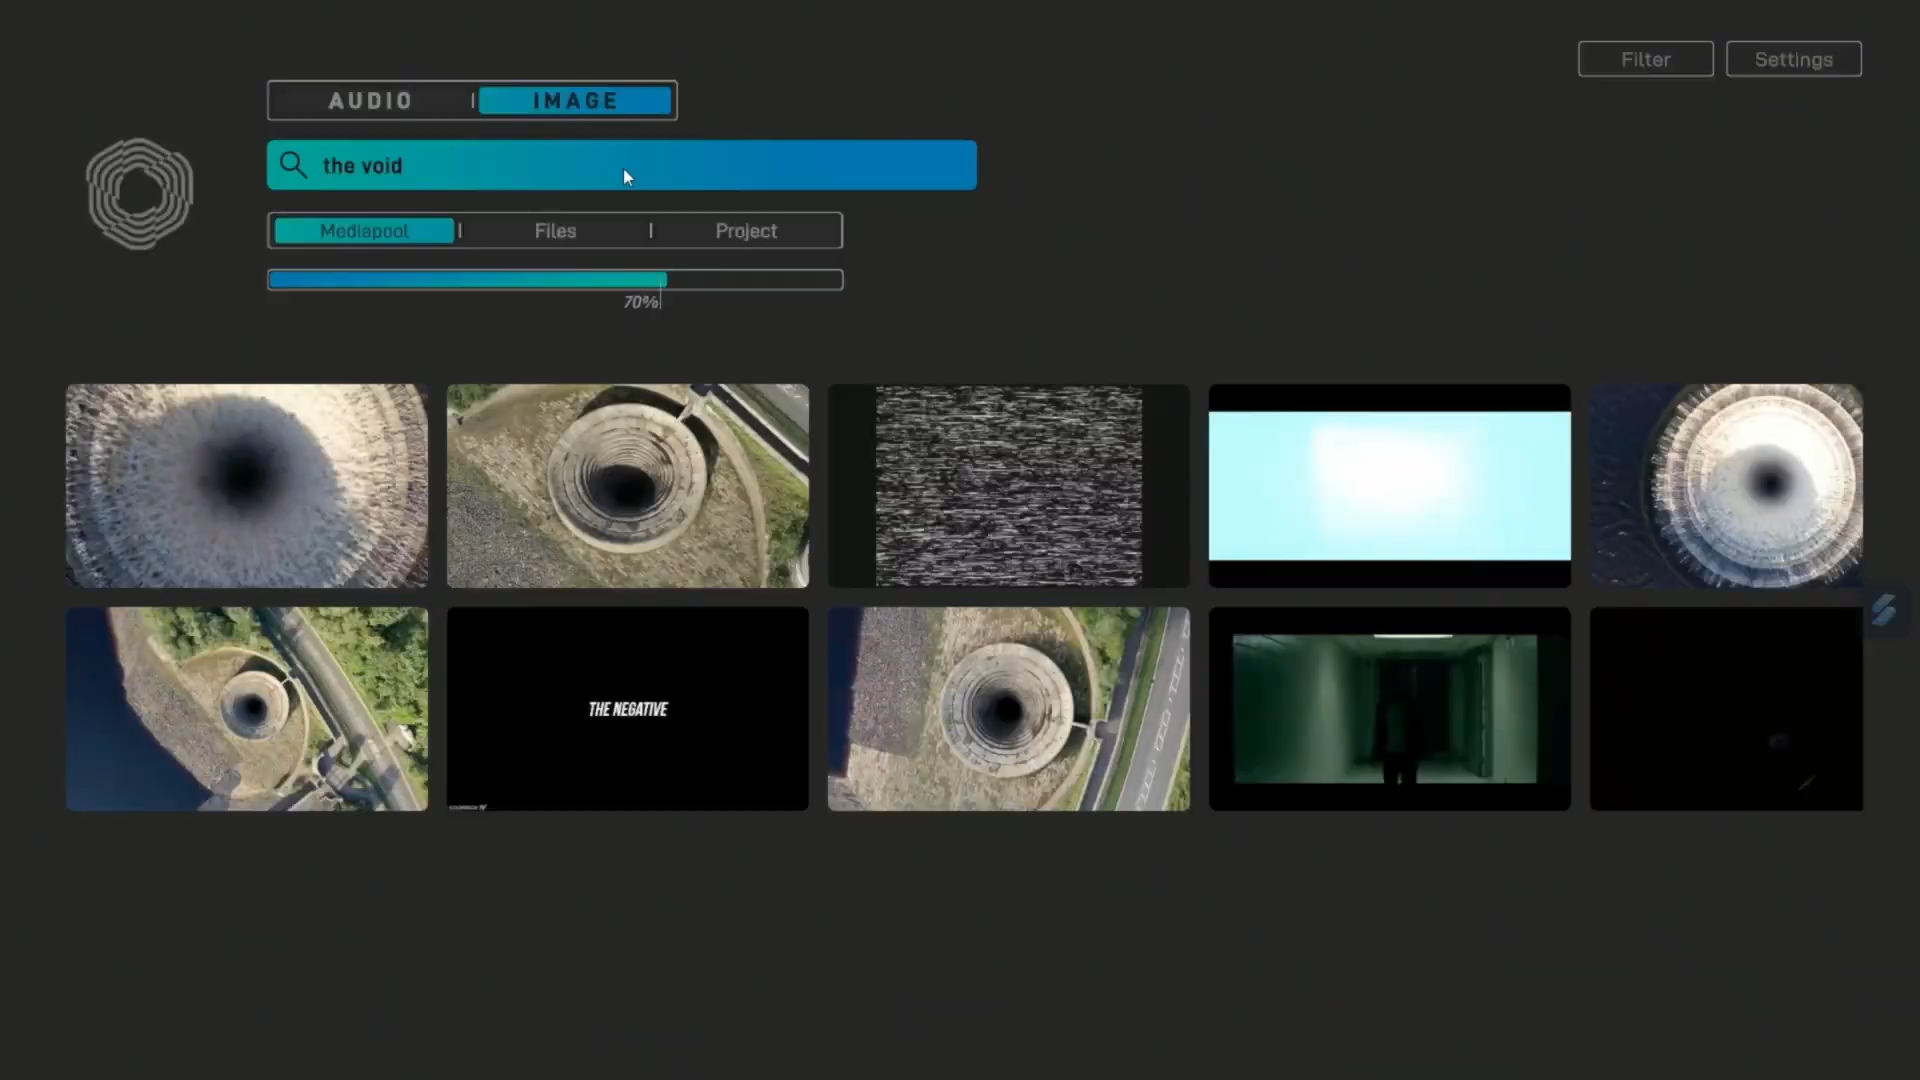 Filter
Settings
AUDIO
IMAGE
the void
Mediapool
Files
Project
70%
THE NEGATIVE